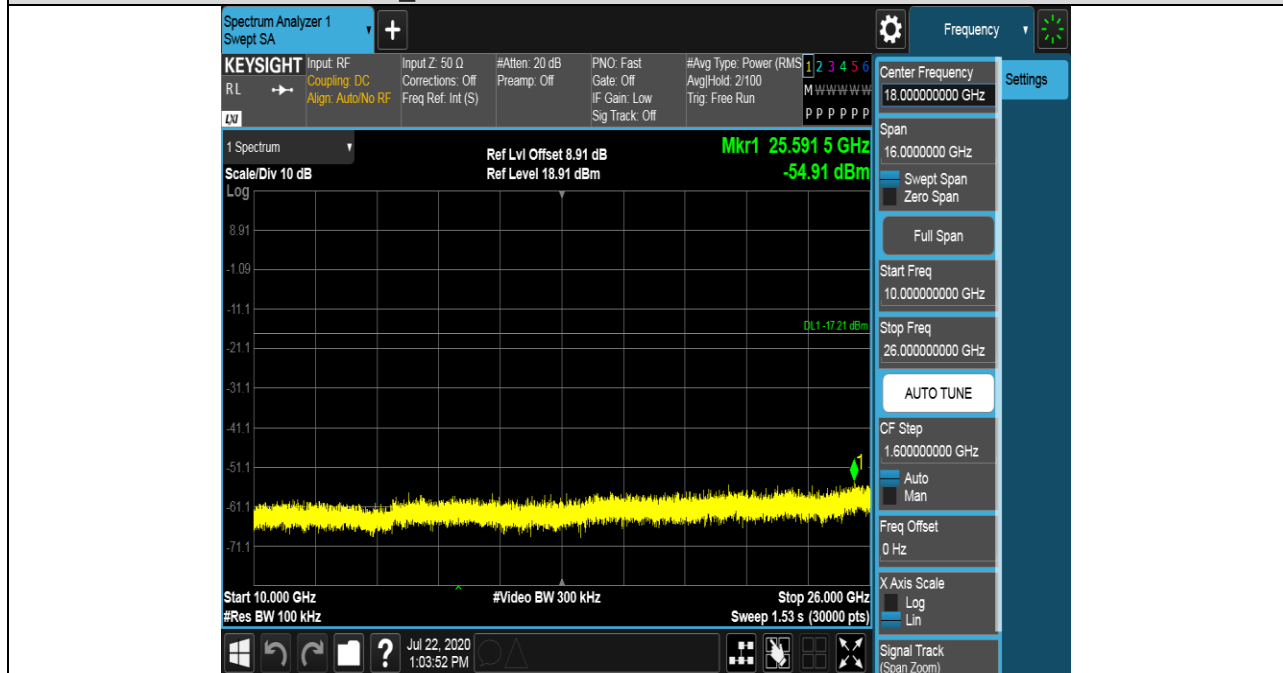 Spectrum Analyzer 1
Swept SA
+
Frequency
KEYSIGHT
RL
LXI
Input: RF
Coupling: DC
Align: Auto/No RF
Input Z: 50 Ω
Corrections: Off
Freq Ref: Int (S)
#Atten: 20 dB
Preamp: Off
PNO: Fast
Gate: Off
IF Gain: Low
Sig Track: Off
#Avg Type: Power (RMS
Avg|Hold: 2/100
Trig: Free Run
1 2 3 4 5 6
M W W W W W
P P P P P P
Center Frequency
18.000000000 GHz
Settings
1 Spectrum
Scale/Div 10 dB
Ref Lvl Offset 8.91 dB
Ref Level 18.91 dBm
Mkr1 25.591 5 GHz
-54.91 dBm
Log
8.91
-1.09
-11.1
-21.1
-31.1
-41.1
-51.1
-61.1
-71.1
DL1 -17.21 dBm
1
Start 10.000 GHz
#Video BW 300 kHz
Stop 26.000 GHz
#Res BW 100 kHz
Sweep 1.53 s (30000 pts)
Span
16.0000000 GHz
Swept Span
Zero Span
Full Span
Start Freq
10.000000000 GHz
Stop Freq
26.000000000 GHz
AUTO TUNE
CF Step
1.600000000 GHz
Auto
Man
Freq Offset
0 Hz
X Axis Scale
Log
Lin
Signal Track
(Span Zoom)
?
Jul 22, 2020
1:03:52 PM